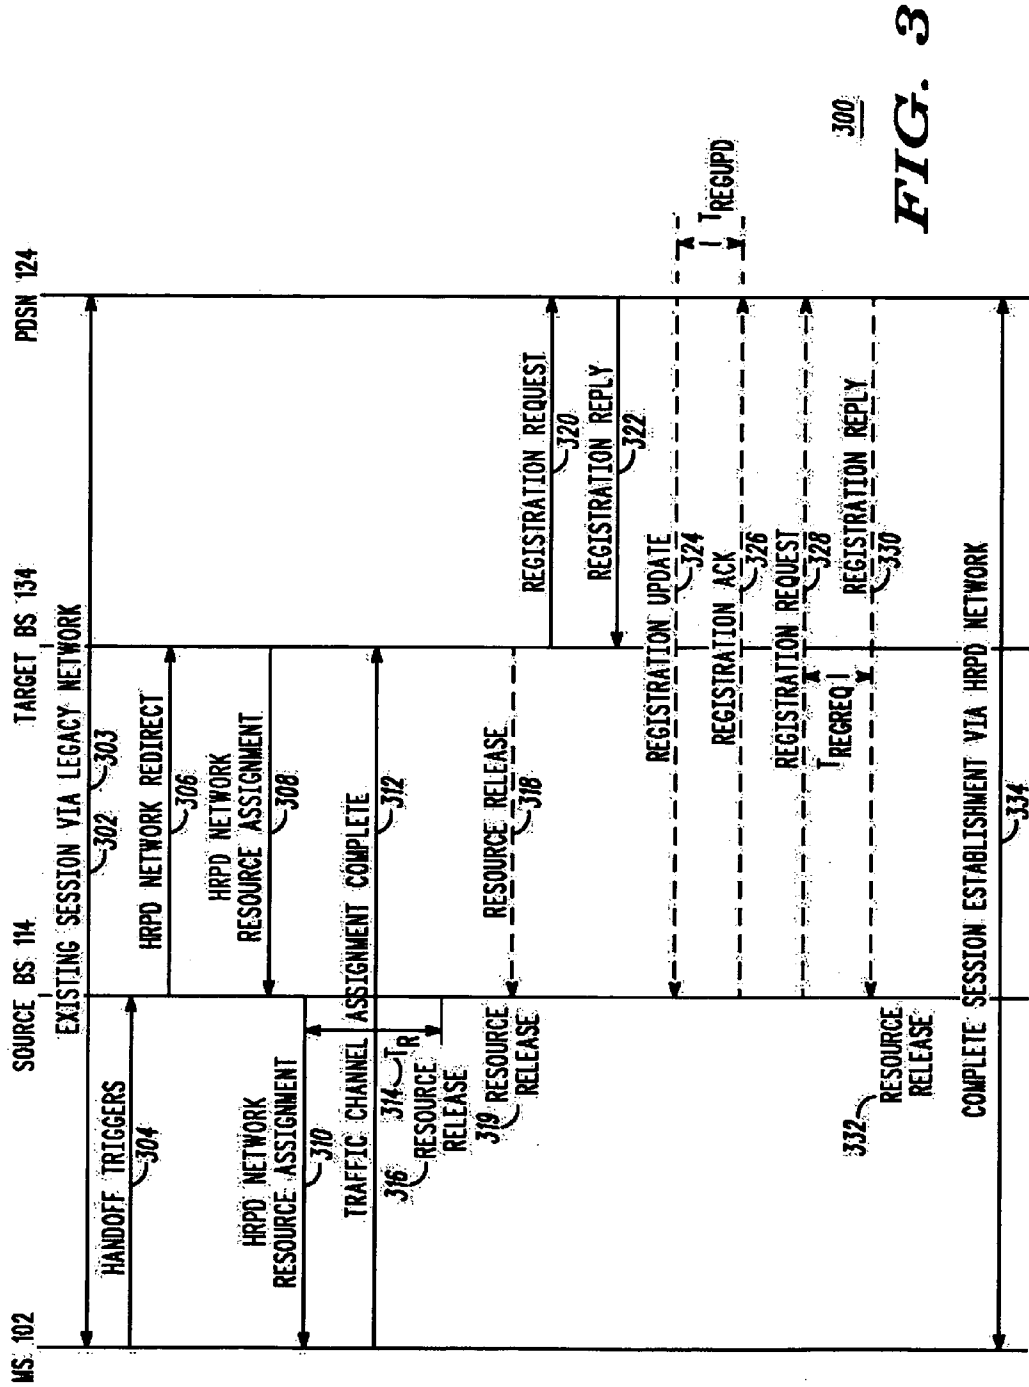 MS 102
SOURCE BS 114
TARGET BS 134
PDSN 124
EXISTING SESSION VIA LEGACY NETWORK
302
303
HANDOFF TRIGGERS
304
HRPD NETWORK REDIRECT
306
HRPD NETWORK
RESOURCE ASSIGNMENT
308
HRPD NETWORK
RESOURCE ASSIGNMENT
310
TRAFFIC CHANNEL ASSIGNMENT COMPLETE
312
314 TR
316 RESOURCE
RELEASE
RESOURCE RELEASE
318
319 RESOURCE
RELEASE
REGISTRATION REQUEST
320
REGISTRATION REPLY
322
REGISTRATION UPDATE
324
REGISTRATION ACK
326
TREGUPD
REGISTRATION REQUEST
328
TREGREQ
REGISTRATION REPLY
330
332 RESOURCE
RELEASE
COMPLETE SESSION ESTABLISHMENT VIA HRPD NETWORK
334
300
FIG. 3